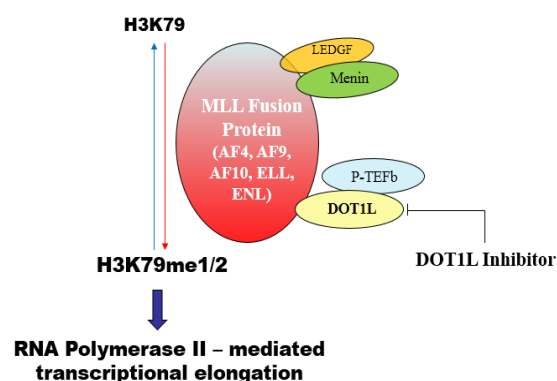 H3K79
LEDGF
Menin
MLL Fusion
Protein
(AF4, AF9,
AF10, ELL,
ENL)
P-TEFb
DOT1L
H3K79me1/2
DOT1L Inhibitor
RNA Polymerase II – mediated
transcriptional elongation